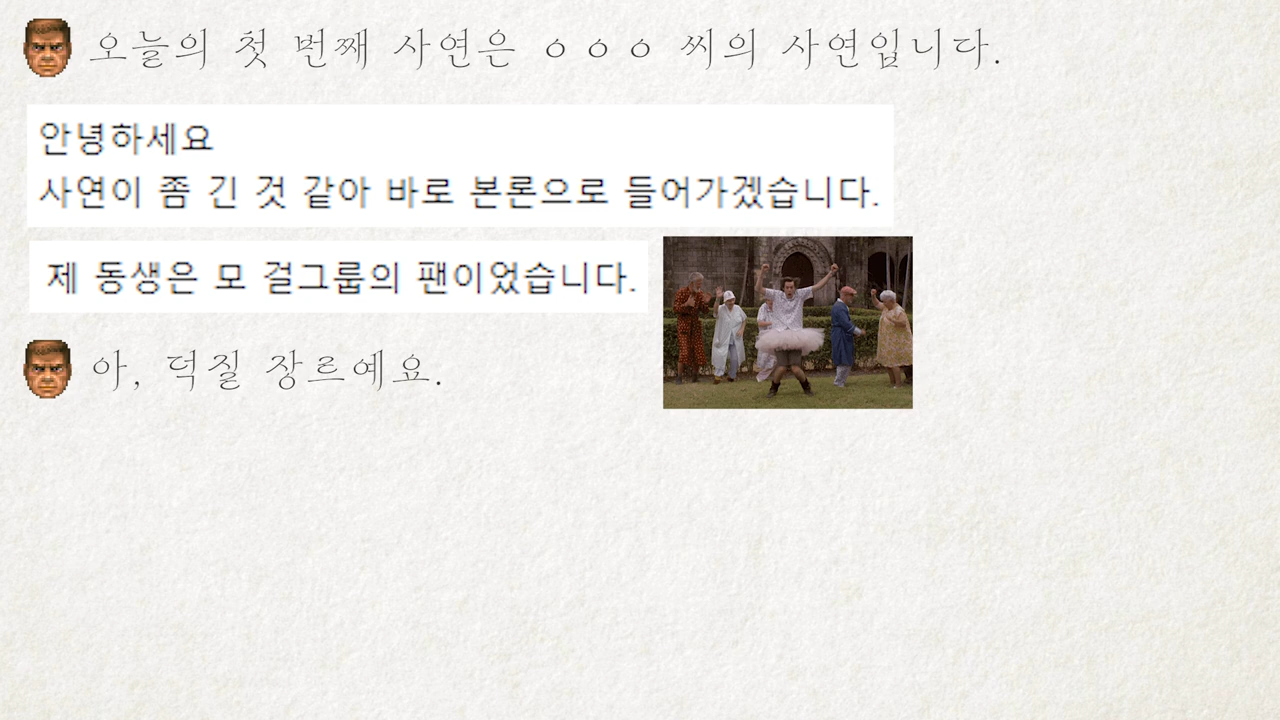 오늘의 첫 번째 사연은 ㅇㅇㅇ 씨의 사연입니다.
안녕하세요
사연이 좀 긴 것 같아 바로 본론으로 들어가겠습니다.
제 동생은 모 걸그룹의 팬이었습니다.
아, 덕질 장르예요.